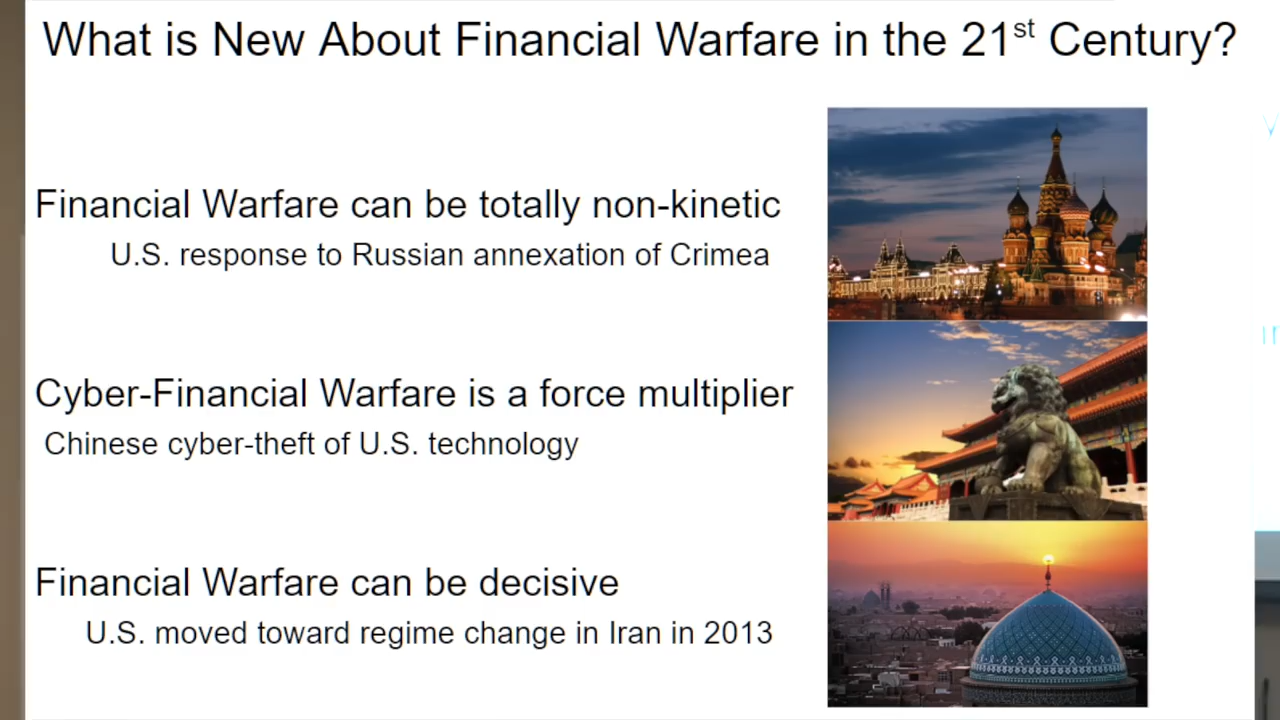 What is New About Financial Warfare in the 21st Century?
Financial Warfare can be totally non-kinetic
U.S. response to Russian annexation of Crimea
Cyber-Financial Warfare is a force multiplier
Chinese cyber-theft of U.S. technology
Financial Warfare can be decisive
U.S. moved toward regime change in Iran in 2013